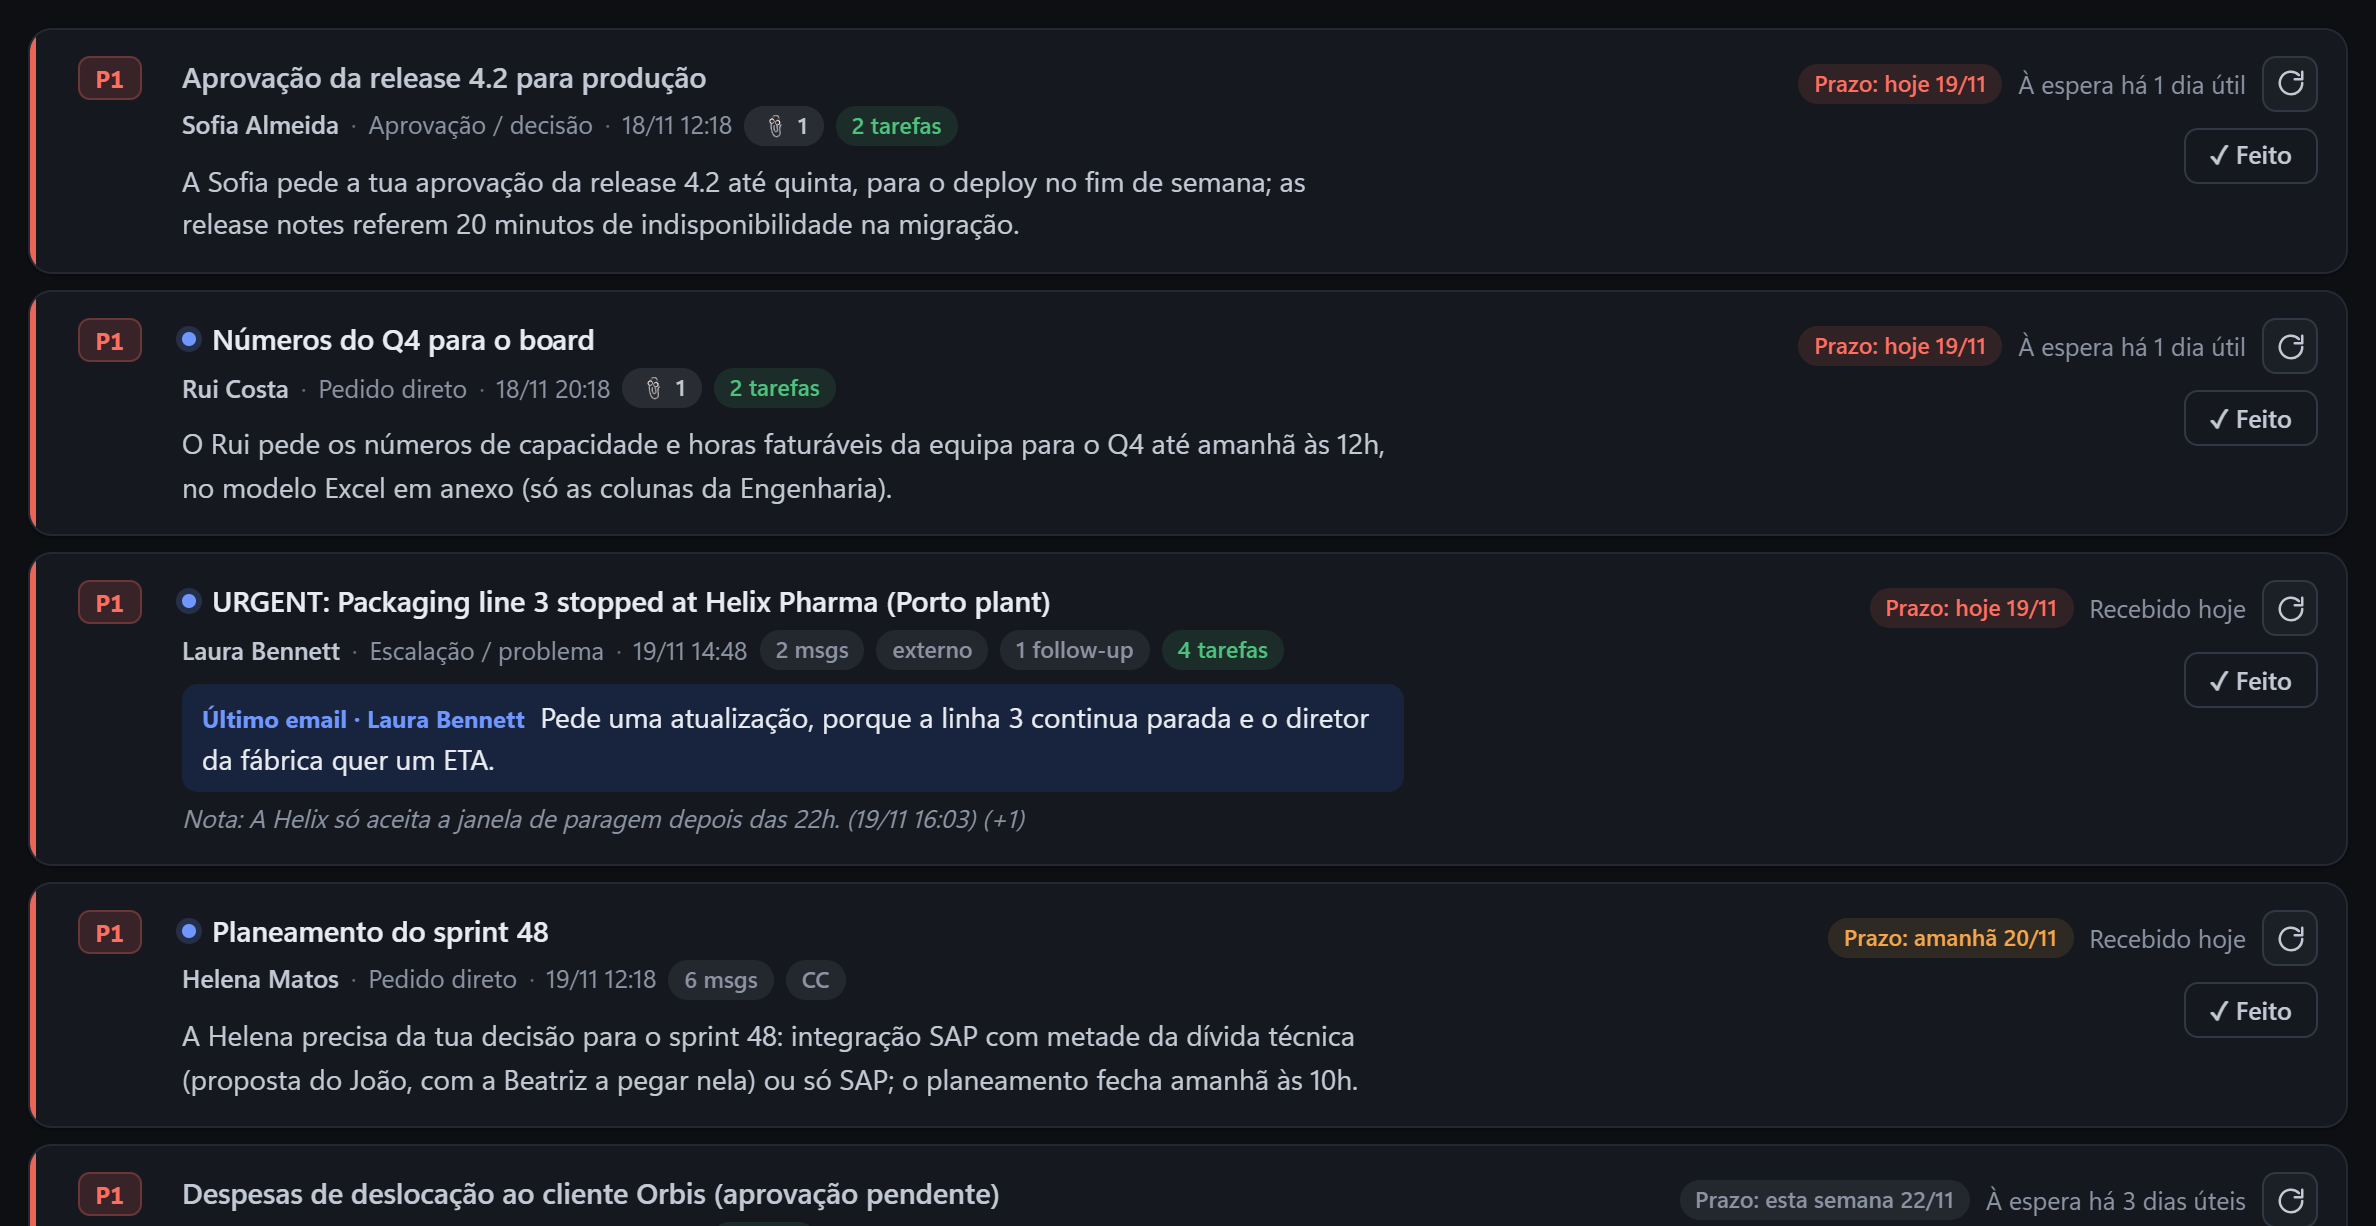 P1 Aprovação da release 4.2 para produção Prazo: hoje 19/11 À espera há 1 dia útil
Sofia Almeida · Aprovação / decisão · 18/11 12:18 1 2 tarefas
✓ Feito
A Sofia pede a tua aprovação da release 4.2 até quinta, para o deploy no fim de semana; as
release notes referem 20 minutos de indisponibilidade na migração.
P1 Números do Q4 para o board Prazo: hoje 19/11 À espera há 1 dia útil
Rui Costa · Pedido direto · 18/11 20:18 1 2 tarefas
✓ Feito
O Rui pede os números de capacidade e horas faturáveis da equipa para o Q4 até amanhã às 12h,
no modelo Excel em anexo (só as colunas da Engenharia).
P1 URGENT: Packaging line 3 stopped at Helix Pharma (Porto plant) Prazo: hoje 19/11 Recebido hoje
Laura Bennett · Escalação / problema · 19/11 14:48 2 msgs externo 1 follow-up 4 tarefas
✓ Feito
Último email · Laura Bennett Pede uma atualização, porque a linha 3 continua parada e o diretor
da fábrica quer um ETA.
Nota: A Helix só aceita a janela de paragem depois das 22h. (19/11 16:03) (+1)
P1 Planeamento do sprint 48 Prazo: amanhã 20/11 Recebido hoje
Helena Matos · Pedido direto · 19/11 12:18 6 msgs CC
✓ Feito
A Helena precisa da tua decisão para o sprint 48: integração SAP com metade da dívida técnica
(proposta do João, com a Beatriz a pegar nela) ou só SAP; o planeamento fecha amanhã às 10h.
P1 Despesas de deslocação ao cliente Orbis (aprovação pendente) Prazo: esta semana 22/11 À espera há 3 dias úteis